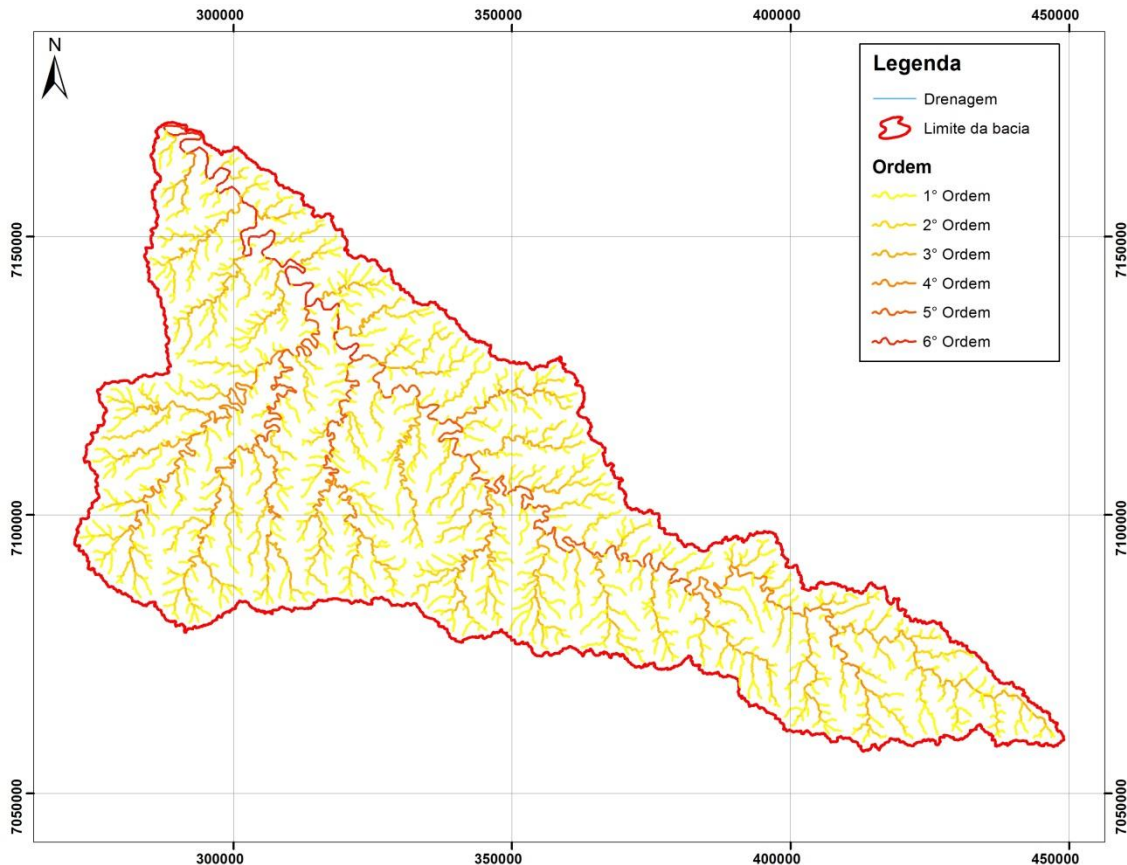 300000 350000 400000 450000
N
Legenda
Drenagem
Limite da bacia
Ordem
1° Ordem
2° Ordem
3° Ordem
4° Ordem
5° Ordem
6° Ordem
7150000 7150000
7100000 7100000
7050000 7050000
300000 350000 400000 450000